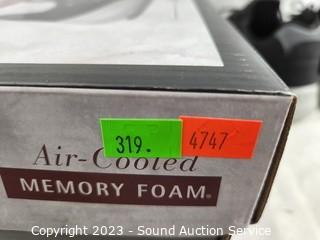 319. 4747
Air-Cooled
MEMORY FOAM®
Copyright 2023 - Sound Auction Service